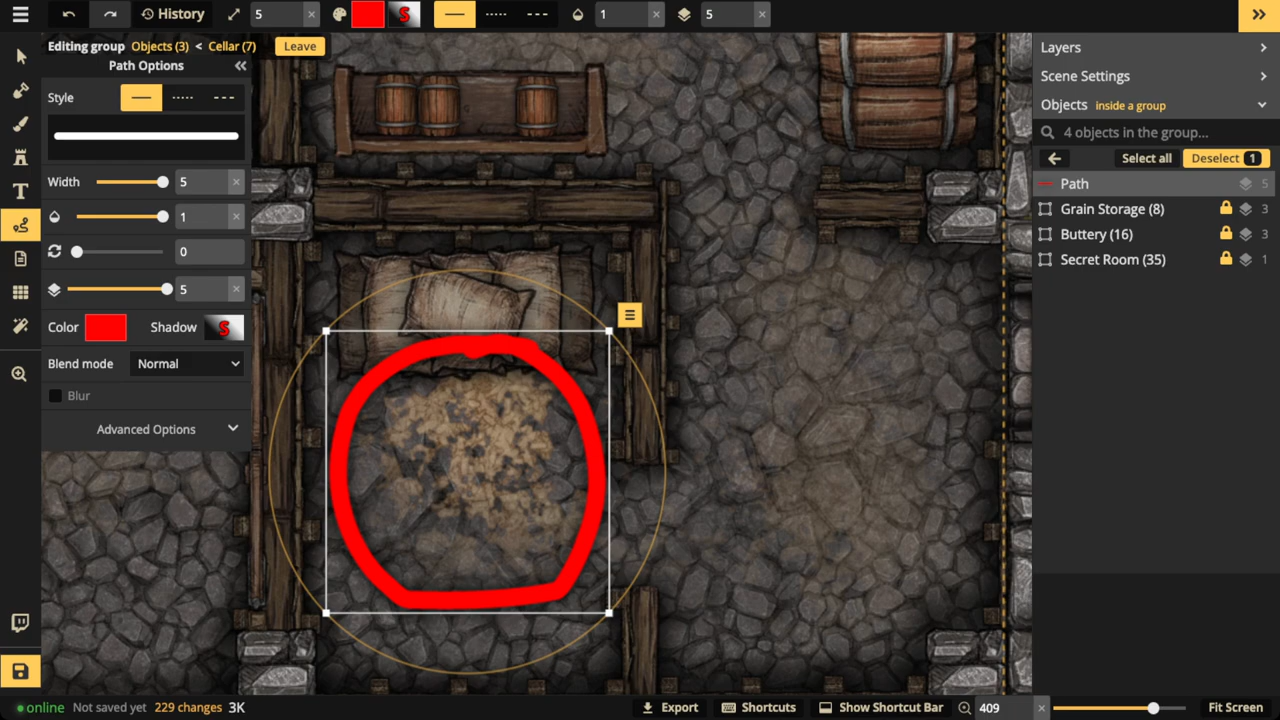 History 5 × 1 × 5 ×
Editing group Objects (3) < Cellar (7) Leave
Path Options
Style
Width 5 ×
1 ×
0
5 ×
Color Shadow S
Blend mode Normal
Blur
Advanced Options
Layers
Scene Settings
Objects inside a group
4 objects in the group...
Select all Deselect 1
Path 5
Grain Storage (8) 3
Buttery (16) 3
Secret Room (35) 1
online Not saved yet 229 changes 3K Export Shortcuts Show Shortcut Bar 409 × Fit Screen